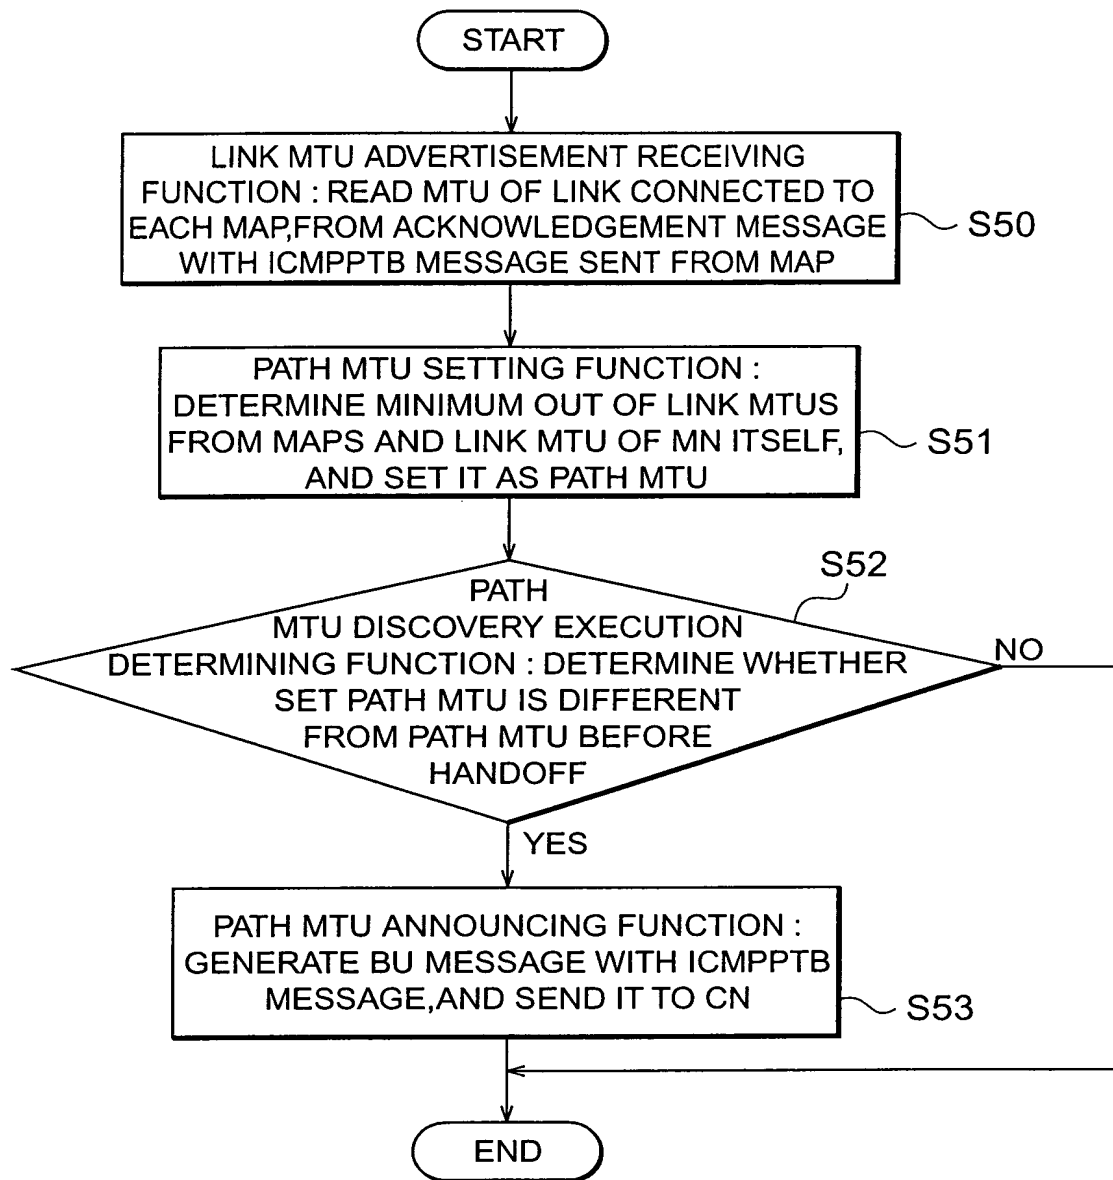 START
LINK MTU ADVERTISEMENT RECEIVING
FUNCTION : READ MTU OF LINK CONNECTED TO
EACH MAP,FROM ACKNOWLEDGEMENT MESSAGE
WITH ICMPPTB MESSAGE SENT FROM MAP
S50
PATH MTU SETTING FUNCTION :
DETERMINE MINIMUM OUT OF LINK MTUS
FROM MAPS AND LINK MTU OF MN ITSELF,
AND SET IT AS PATH MTU
S51
S52
PATH
MTU DISCOVERY EXECUTION
DETERMINING FUNCTION : DETERMINE WHETHER
SET PATH MTU IS DIFFERENT
FROM PATH MTU BEFORE
HANDOFF
NO
YES
PATH MTU ANNOUNCING FUNCTION :
GENERATE BU MESSAGE WITH ICMPPTB
MESSAGE,AND SEND IT TO CN
S53
END